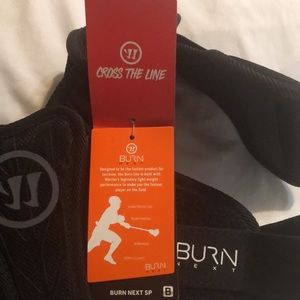 CROSS THE LINE
BURN
Designed to be the fastest product for
lacrosse, the Burn line is build with
Warrior's legendary light weight
performance to make you the fastest
player on the field.
BURN
BURN NEXT SP
B
BURN
NEXT